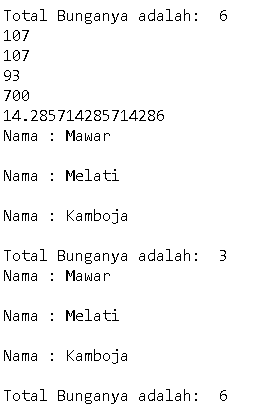 Total Bunganya adalah:  6
107
107
93
700
14.285714285714286
Nama : Mawar
Nama : Melati
Nama : Kamboja
Total Bunganya adalah:  3
Nama : Mawar
Nama : Melati
Nama : Kamboja
Total Bunganya adalah:  6